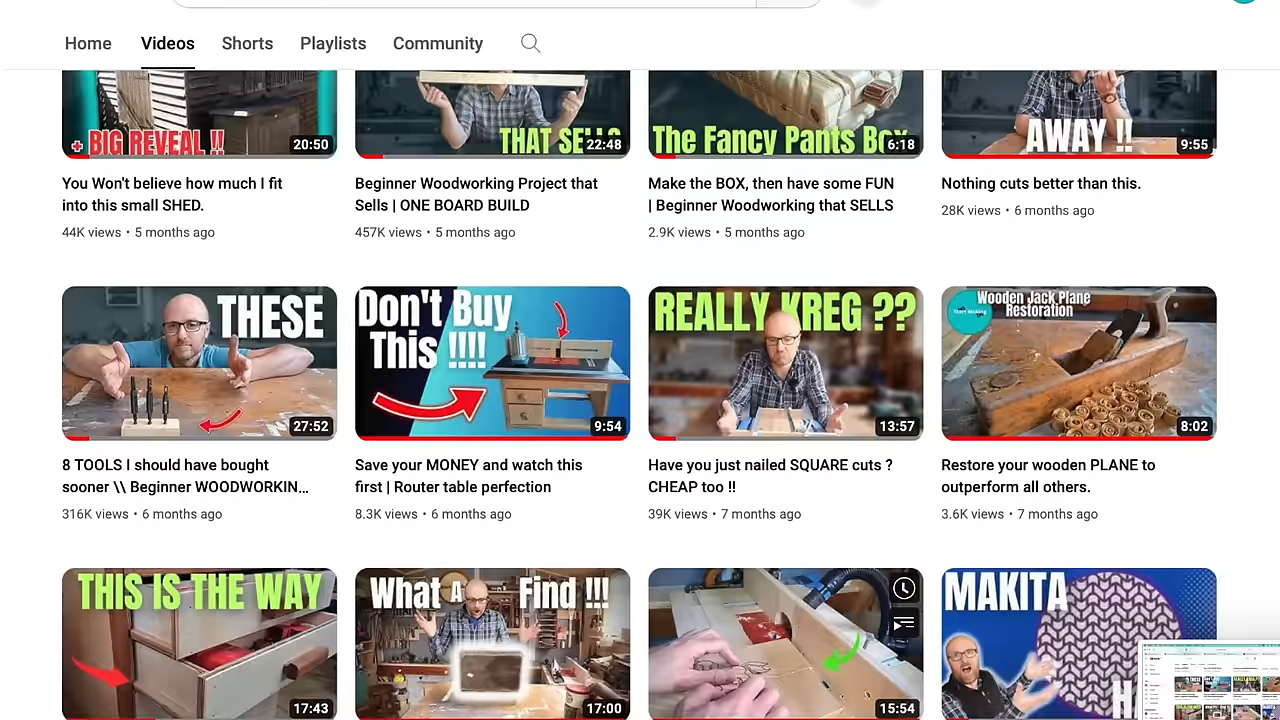 Home Videos Shorts Playlists Community
+ BIG REVEAL !!
20:50
THAT SELLS
22:48
The Fancy Pants Box
6:18
AWAY !!
9:55
You Won't believe how much I fit
into this small SHED.
44K views • 5 months ago
Beginner Woodworking Project that
Sells | ONE BOARD BUILD
457K views • 5 months ago
Make the BOX, then have some FUN
| Beginner Woodworking that SELLS
2.9K views • 5 months ago
Nothing cuts better than this.
28K views • 6 months ago
THESE
27:52
Don't Buy
This !!!!
9:54
REALLY KREG ??
13:57
Wooden Jack Plane
Restoration
Start Making
8:02
8 TOOLS I should have bought
sooner \\ Beginner WOODWORKIN...
316K views • 6 months ago
Save your MONEY and watch this
first | Router table perfection
8.3K views • 6 months ago
Have you just nailed SQUARE cuts ?
CHEAP too !!
39K views • 7 months ago
Restore your wooden PLANE to
outperform all others.
3.6K views • 7 months ago
THIS IS THE WAY
17:43
What A Find !!!
17:00
15:54
MAKITA